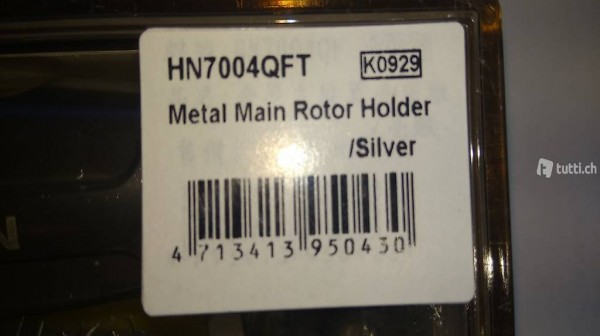 HN7004QFT K0929
Metal Main Rotor Holder
/Silver
4 713413 950430
tutti.ch